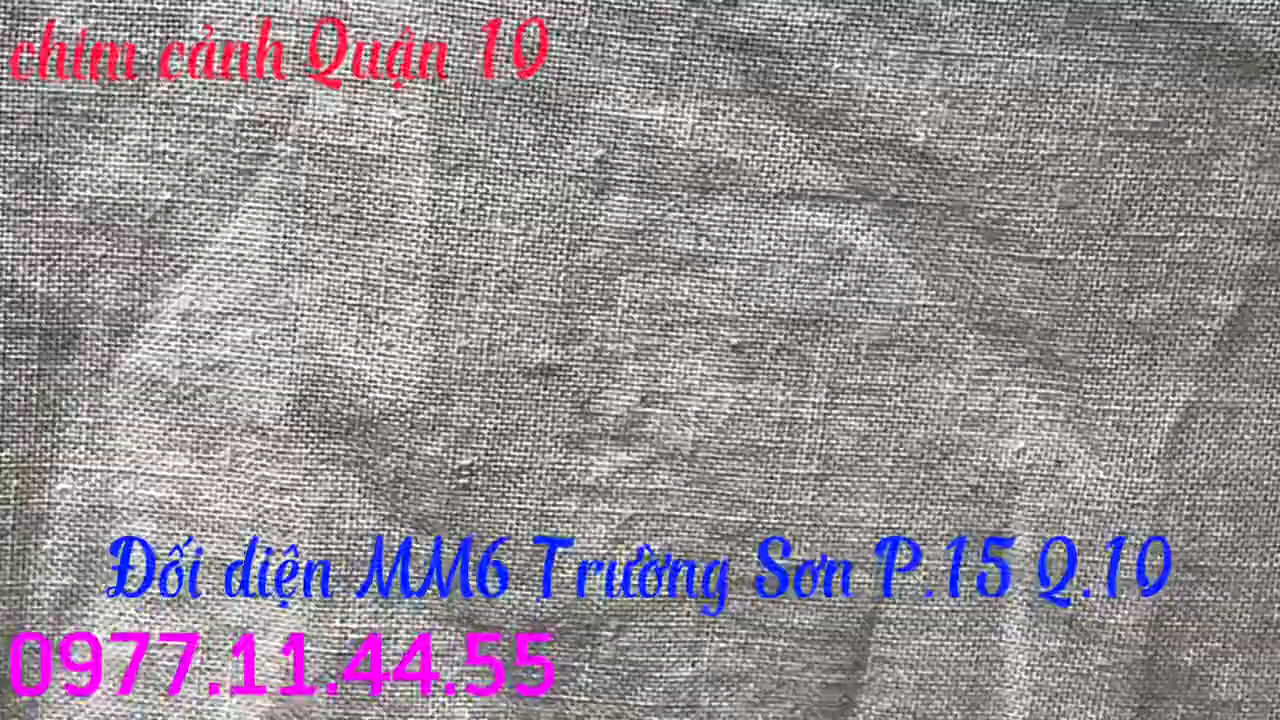 chim cảnh Quận 10
Đối diện MM6 Trường Sơn P.15 Q.10
0977.11.44.55